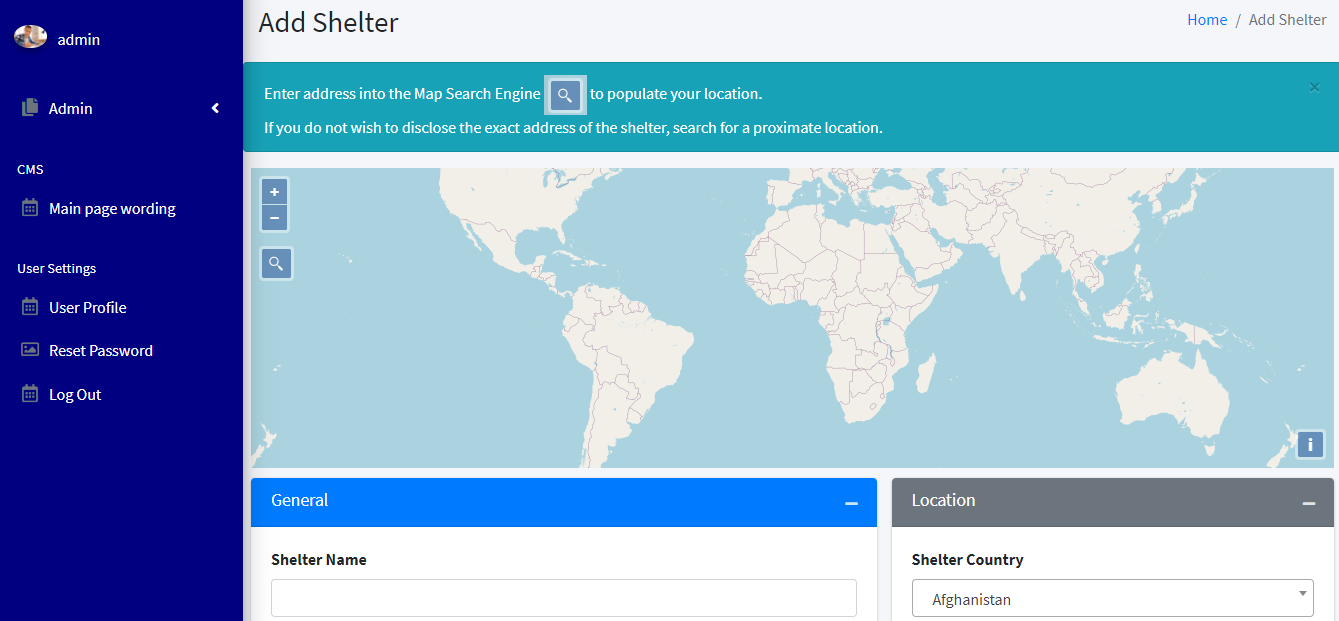 admin
Admin
CMS
Main page wording
User Settings
User Profile
Reset Password
Log Out
Add Shelter
Home / Add Shelter
Enter address into the Map Search Engine to populate your location.
×
If you do not wish to disclose the exact address of the shelter, search for a proximate location.
+
−
i
General
Shelter Name
Location
Shelter Country
Afghanistan